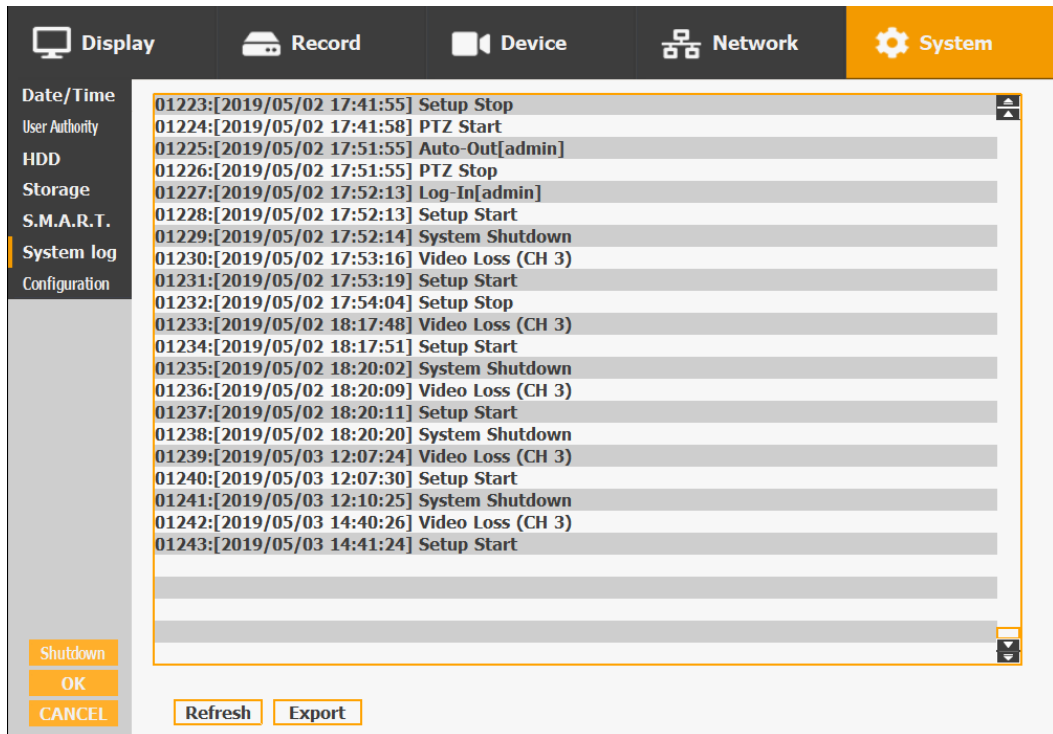 Display Record Device Network System
Date/Time
User Authority
HDD
Storage
S.M.A.R.T.
System log
Configuration
01223:[2019/05/02 17:41:55] Setup Stop
01224:[2019/05/02 17:41:58] PTZ Start
01225:[2019/05/02 17:51:55] Auto-Out[admin]
01226:[2019/05/02 17:51:55] PTZ Stop
01227:[2019/05/02 17:52:13] Log-In[admin]
01228:[2019/05/02 17:52:13] Setup Start
01229:[2019/05/02 17:52:14] System Shutdown
01230:[2019/05/02 17:53:16] Video Loss (CH 3)
01231:[2019/05/02 17:53:19] Setup Start
01232:[2019/05/02 17:54:04] Setup Stop
01233:[2019/05/02 18:17:48] Video Loss (CH 3)
01234:[2019/05/02 18:17:51] Setup Start
01235:[2019/05/02 18:20:02] System Shutdown
01236:[2019/05/02 18:20:09] Video Loss (CH 3)
01237:[2019/05/02 18:20:11] Setup Start
01238:[2019/05/02 18:20:20] System Shutdown
01239:[2019/05/03 12:07:24] Video Loss (CH 3)
01240:[2019/05/03 12:07:30] Setup Start
01241:[2019/05/03 12:10:25] System Shutdown
01242:[2019/05/03 14:40:26] Video Loss (CH 3)
01243:[2019/05/03 14:41:24] Setup Start
Shutdown
OK
CANCEL
Refresh Export